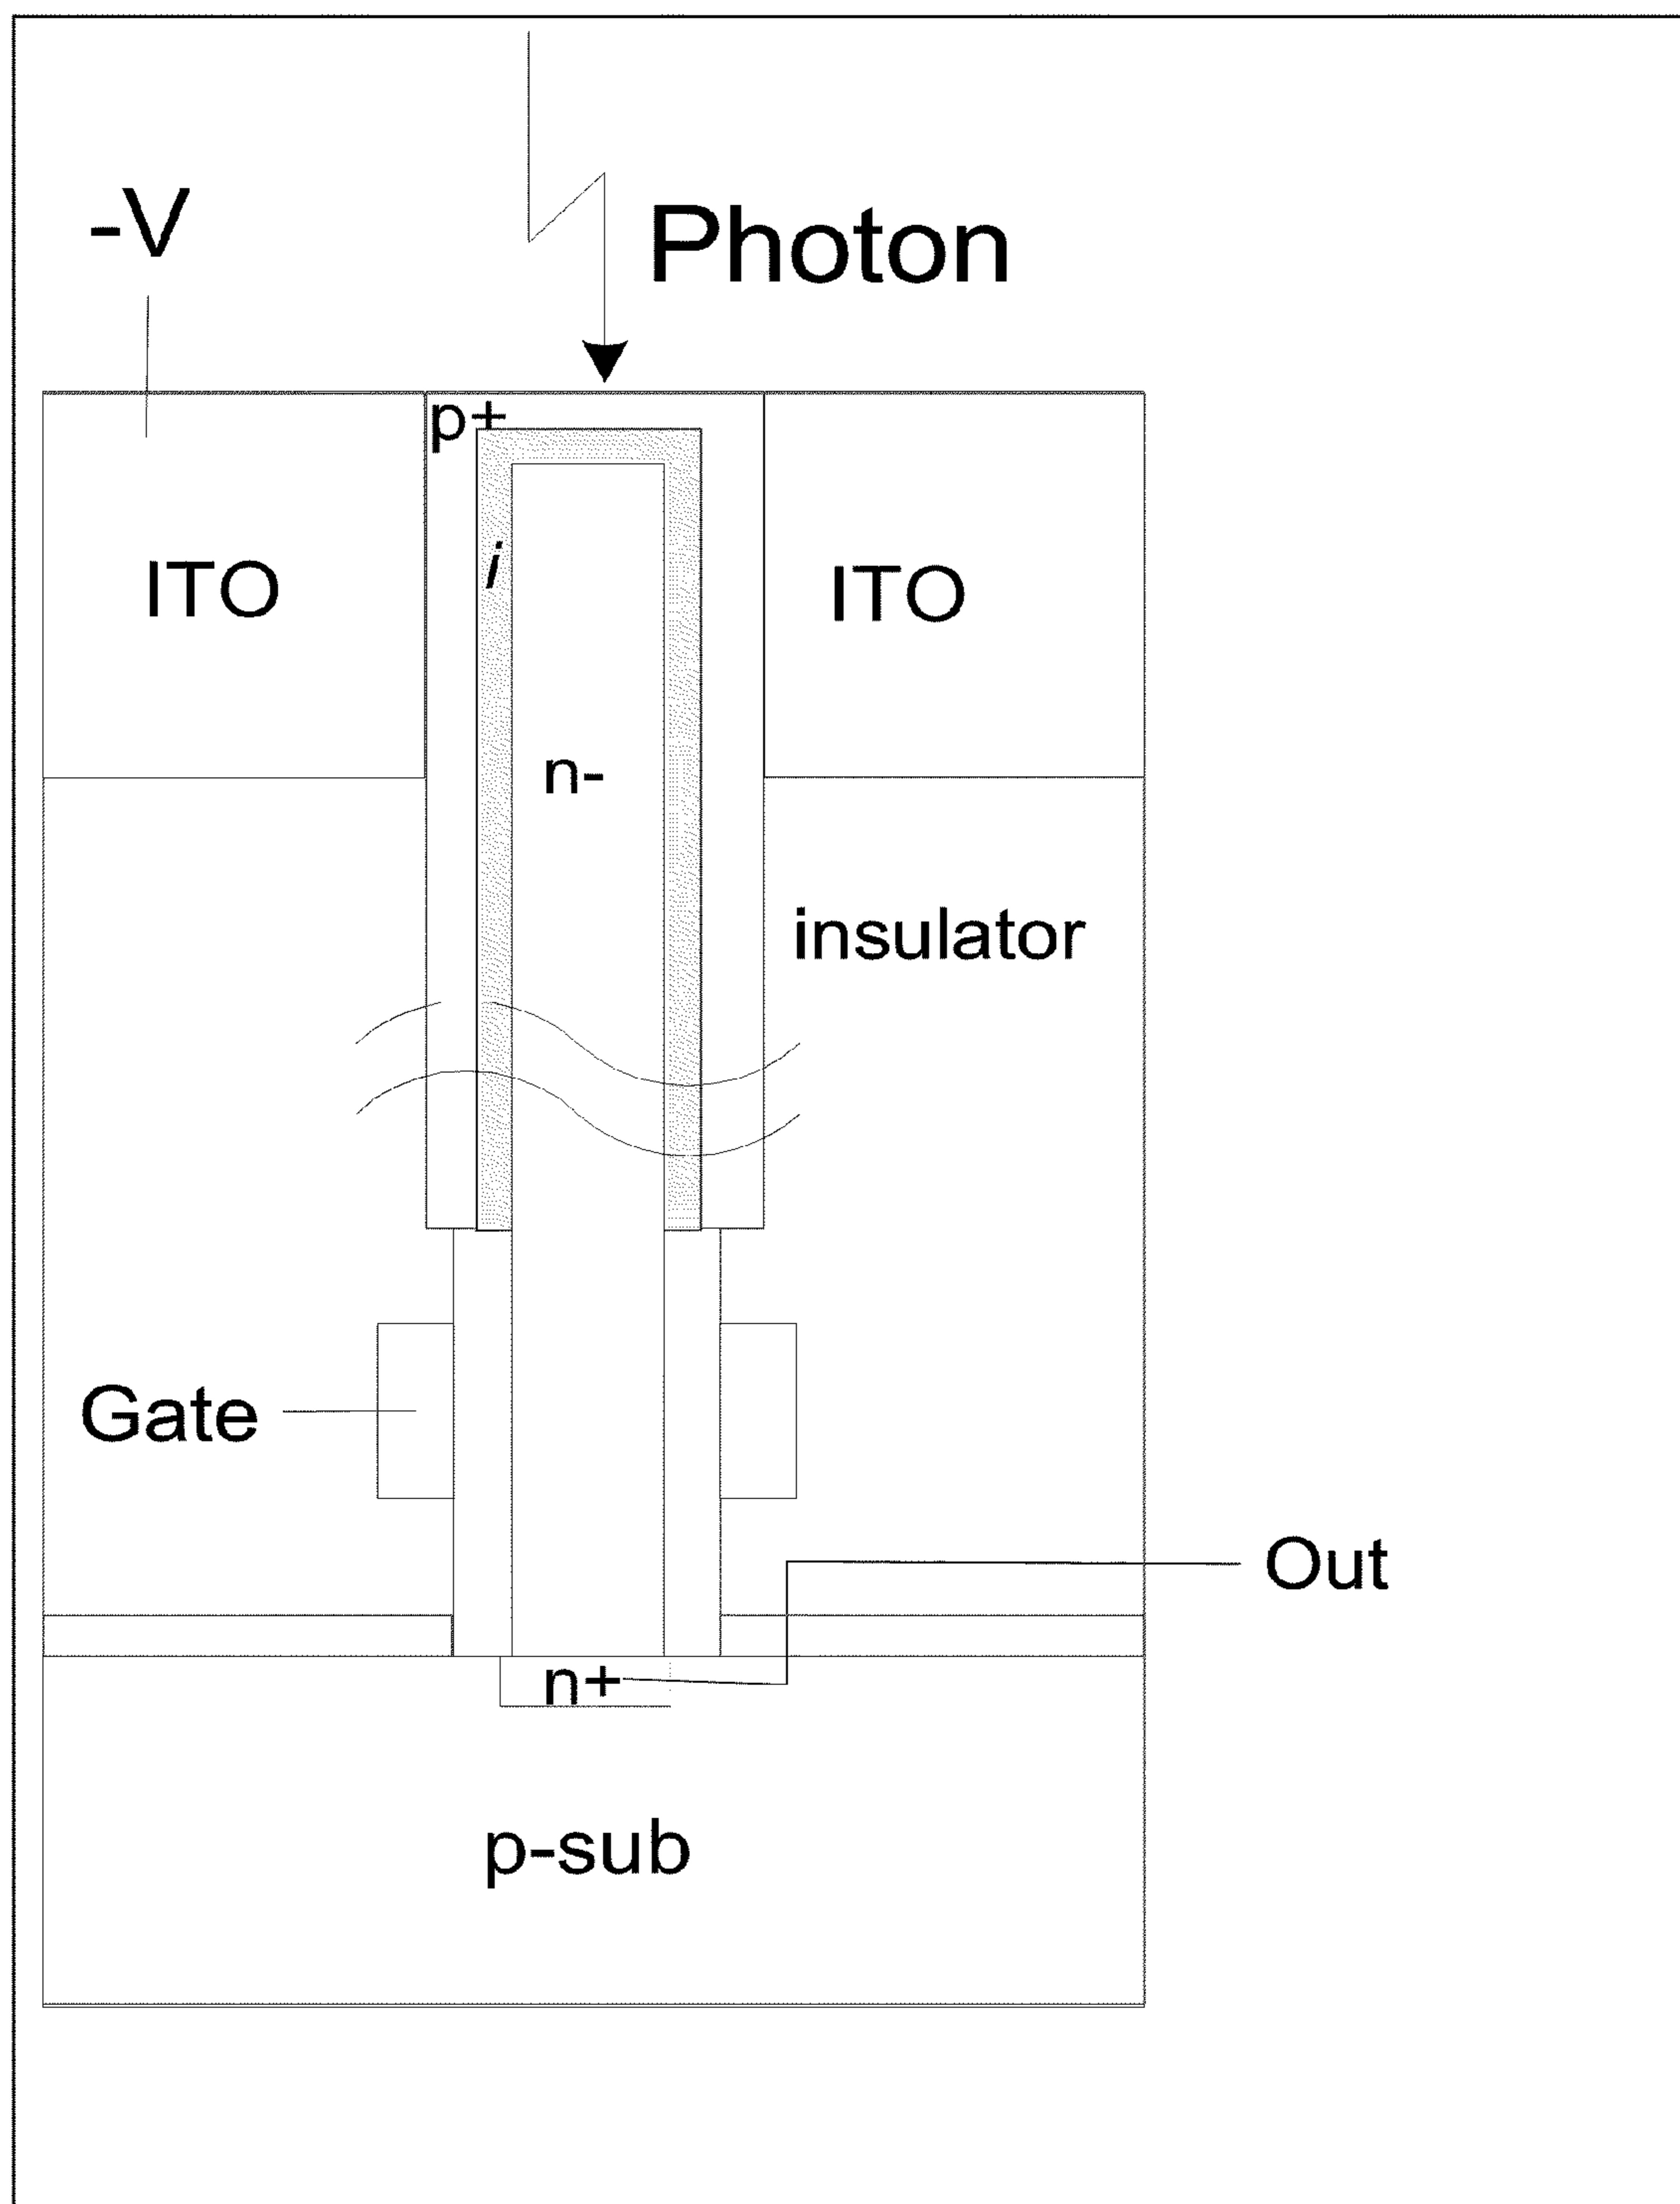 -V
Photon
p+
i
ITO
ITO
n-
insulator
Gate
Out
n+
p-sub